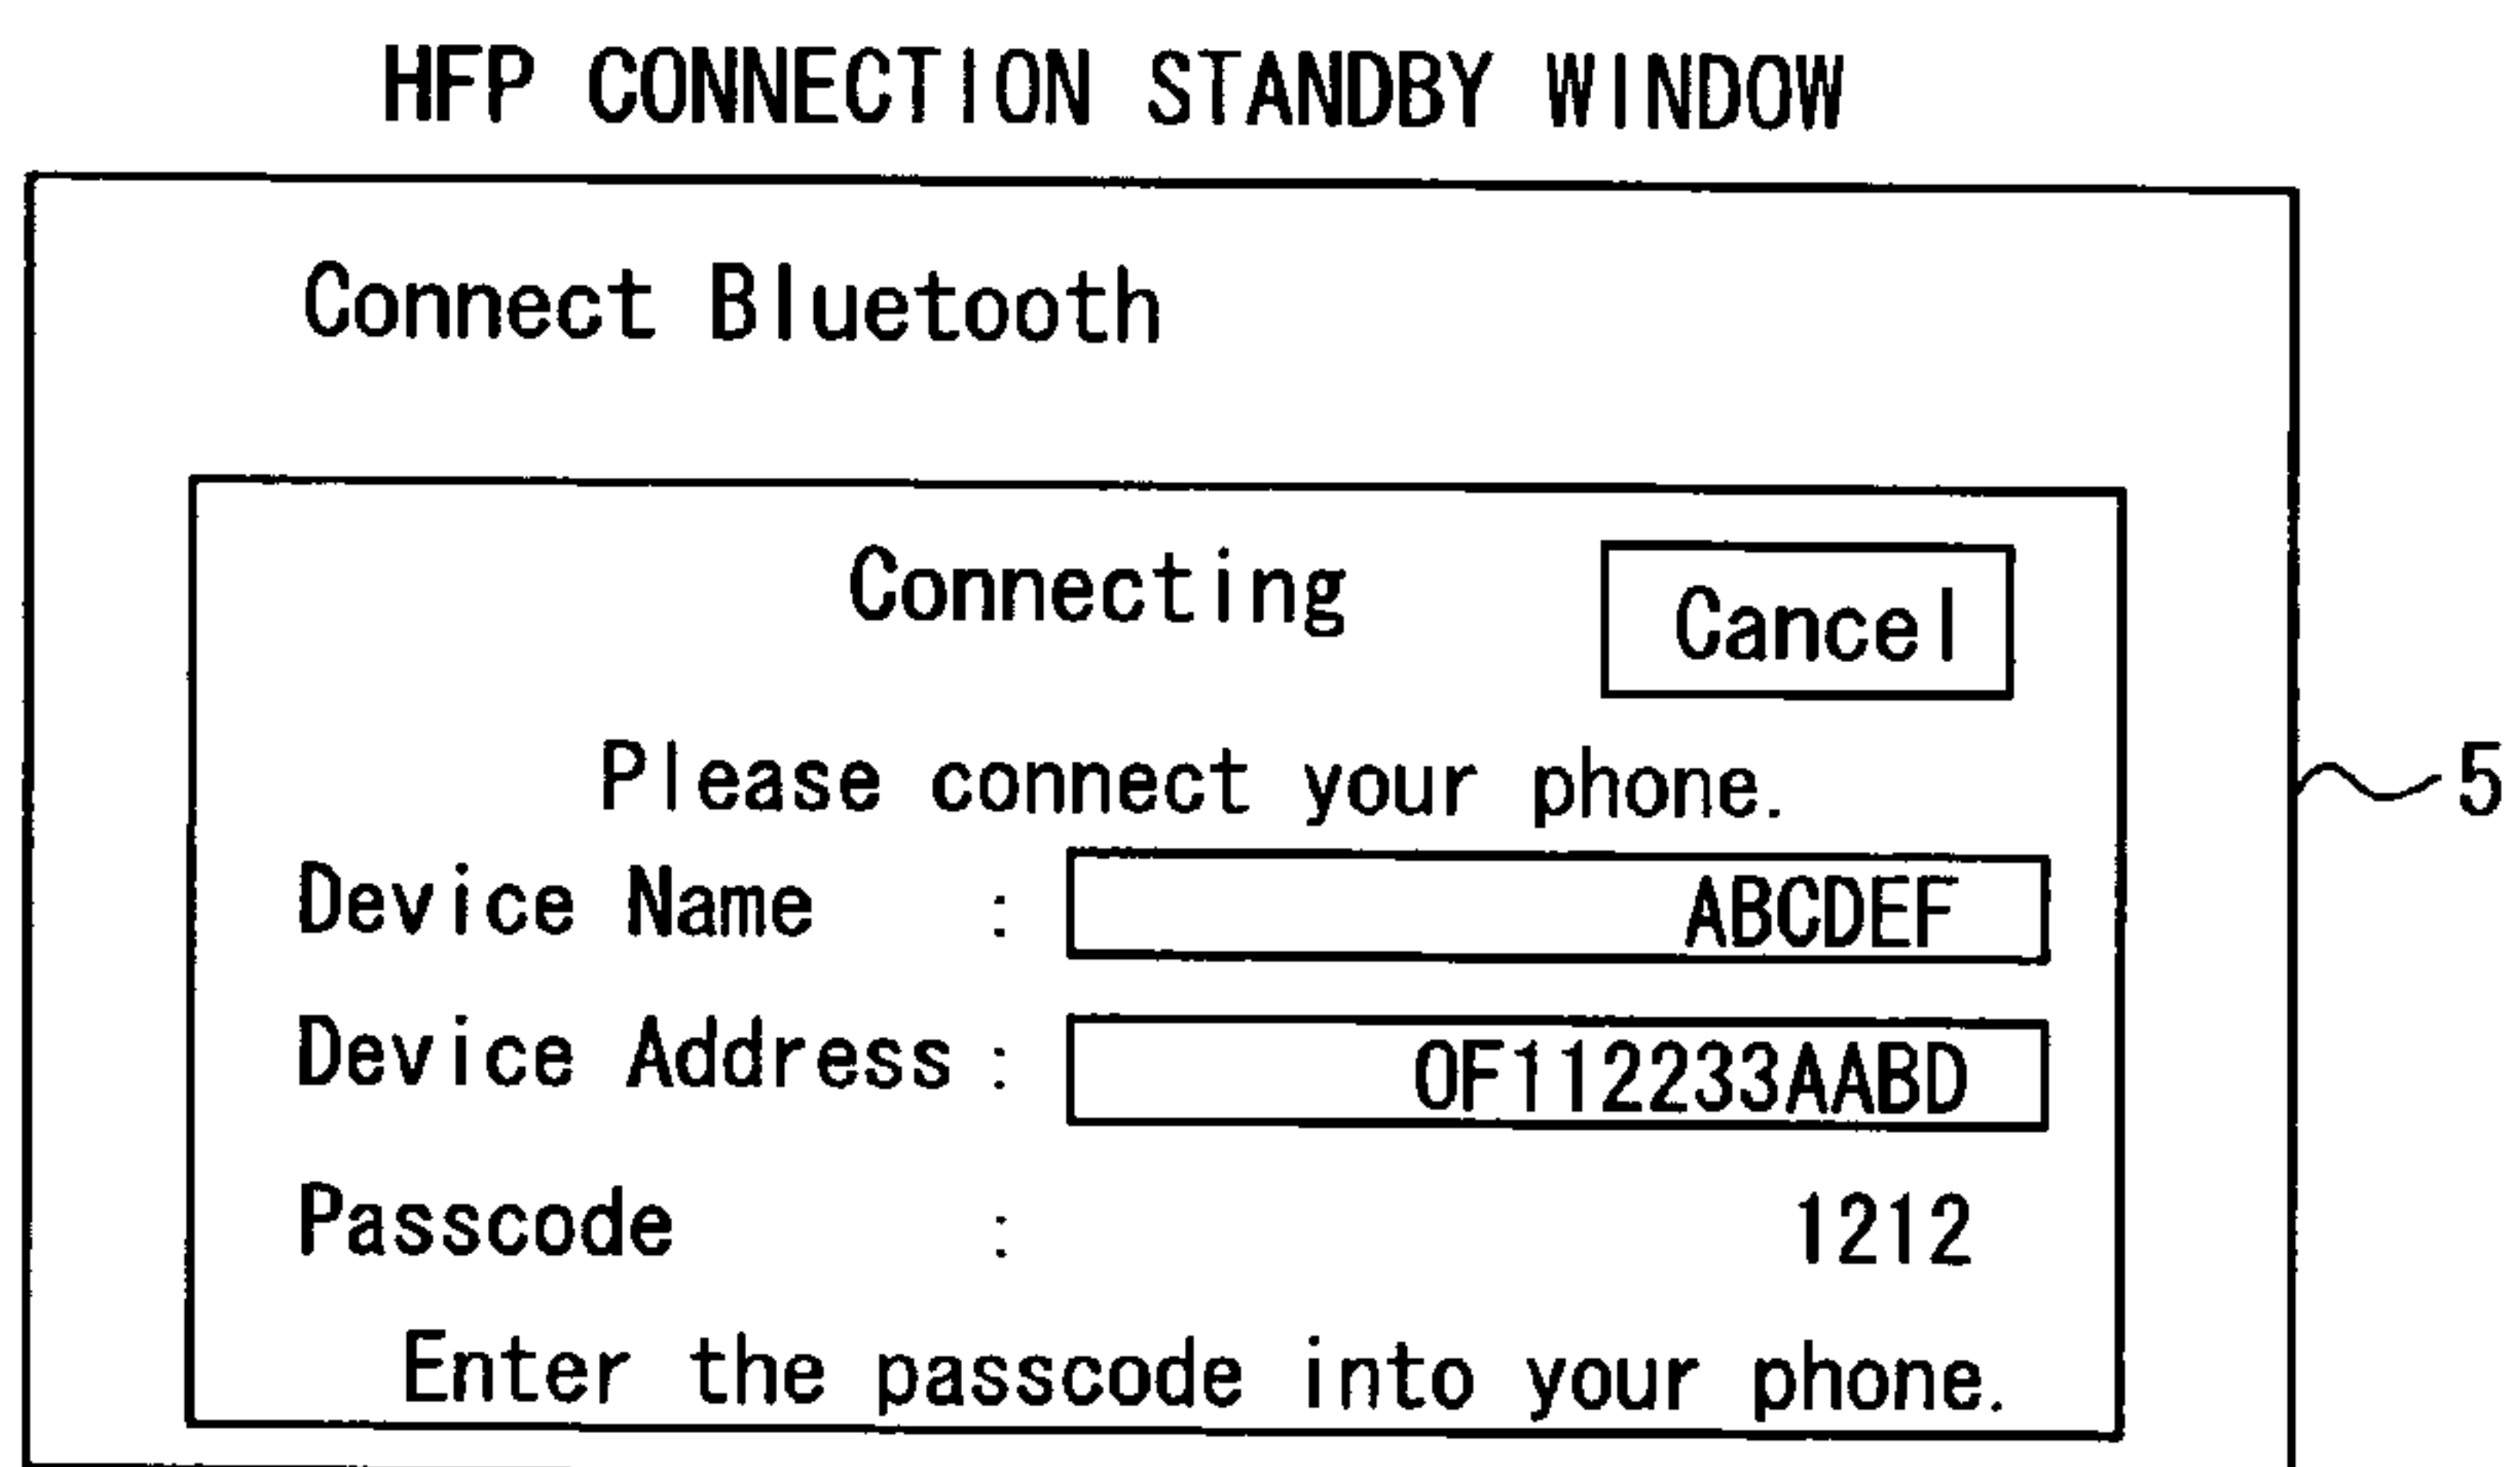 HFP CONNECTION STANDBY WINDOW
Connect Bluetooth
Connecting Cancel
Please connect your phone.
5
Device Name : ABCDEF
Device Address : 0F112233AABD
Passcode : 1212
Enter the passcode into your phone.